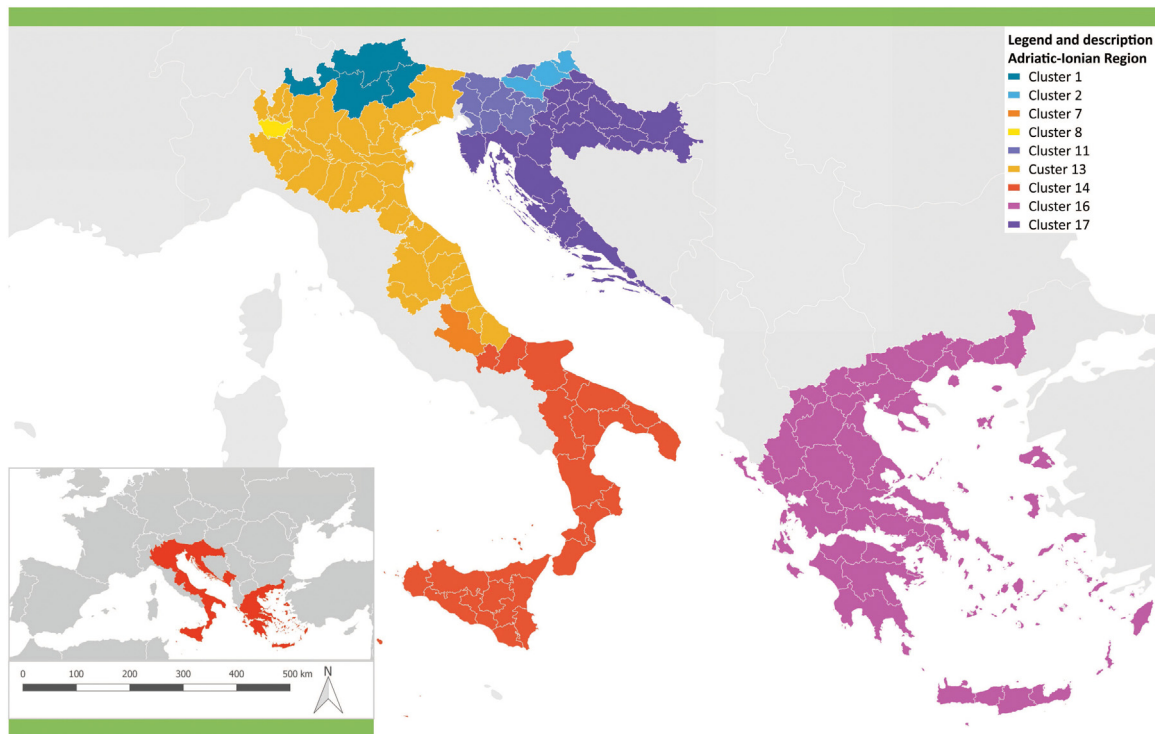 Legend and description
Adriatic-Ionian Region
Cluster 1
Cluster 2
Cluster 7
Cluster 8
Cluster 11
Custer 13
Cluster 14
Cluster 16
Cluster 17
0 100 200 300 400 500 km
N